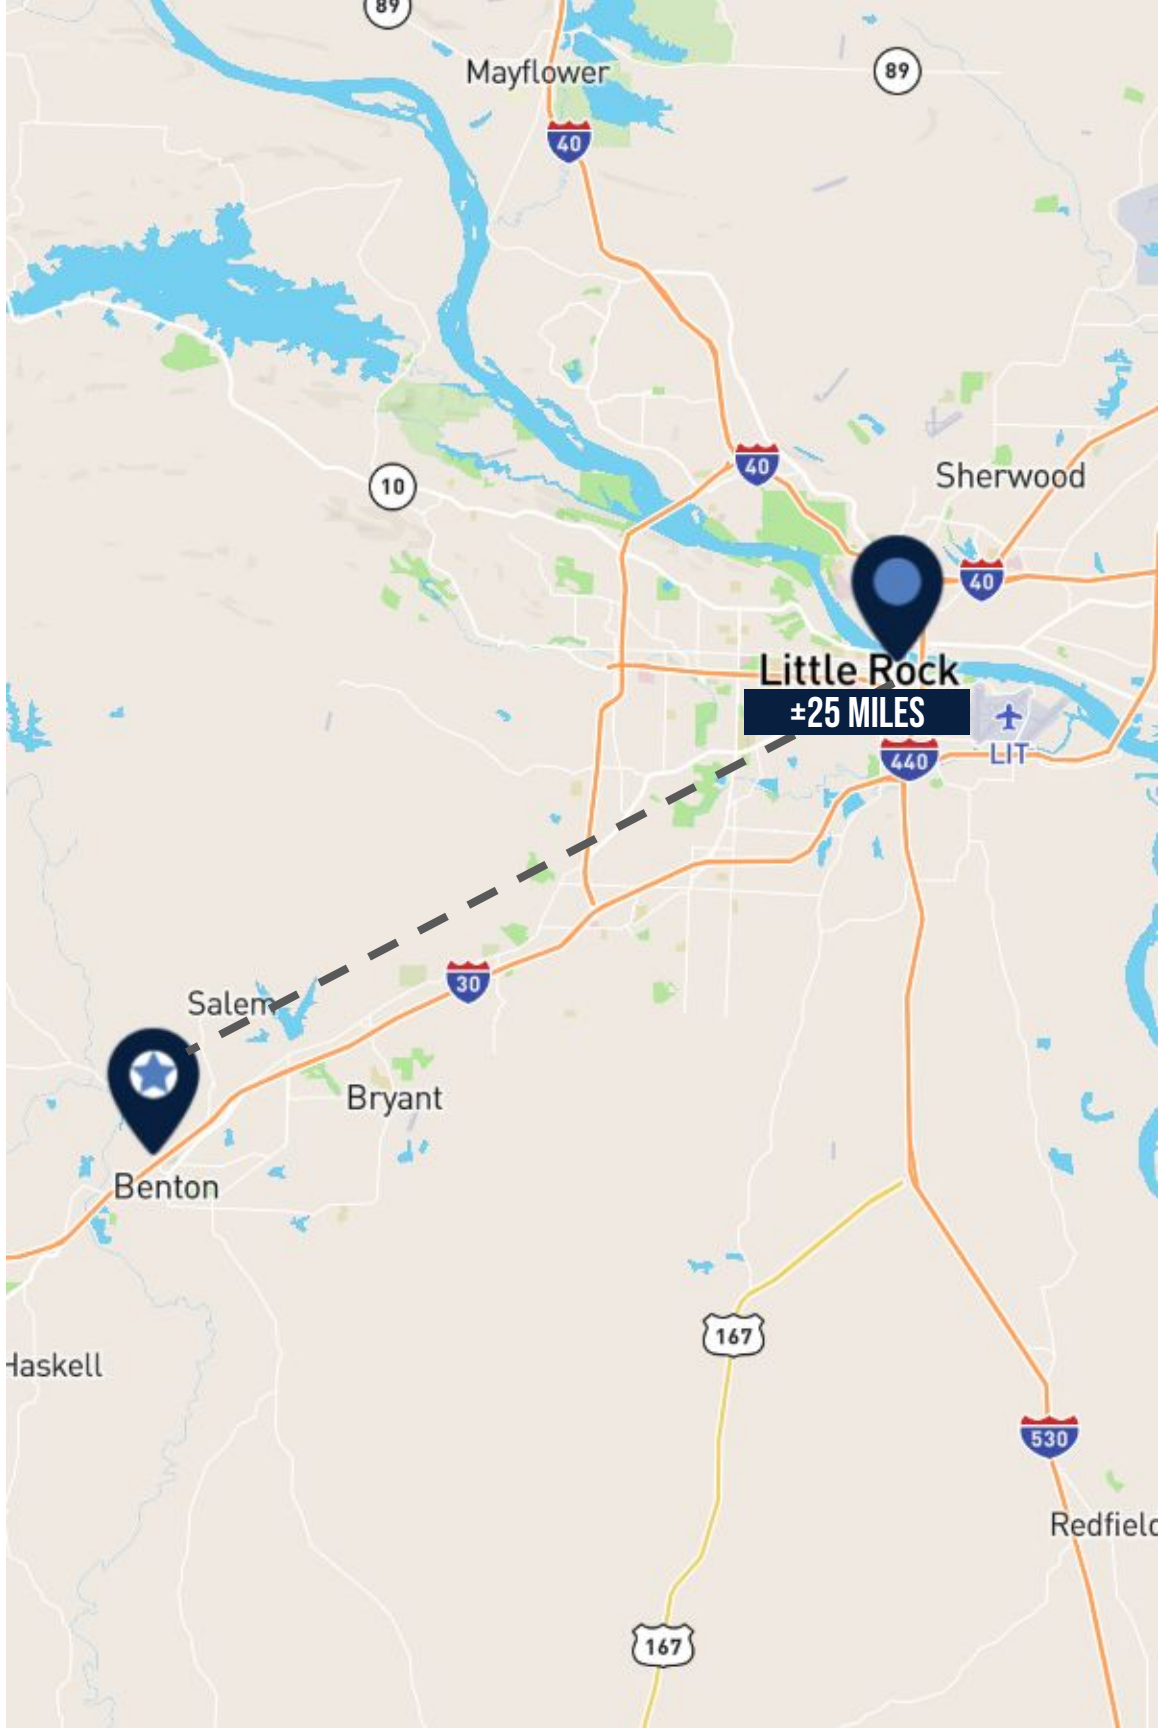 89
Mayflower
89
40
40
Sherwood
10
40
Little Rock
±25 MILES
LIT
440
30
Salem
Bryant
Benton
167
Haskell
530
Redfield
167